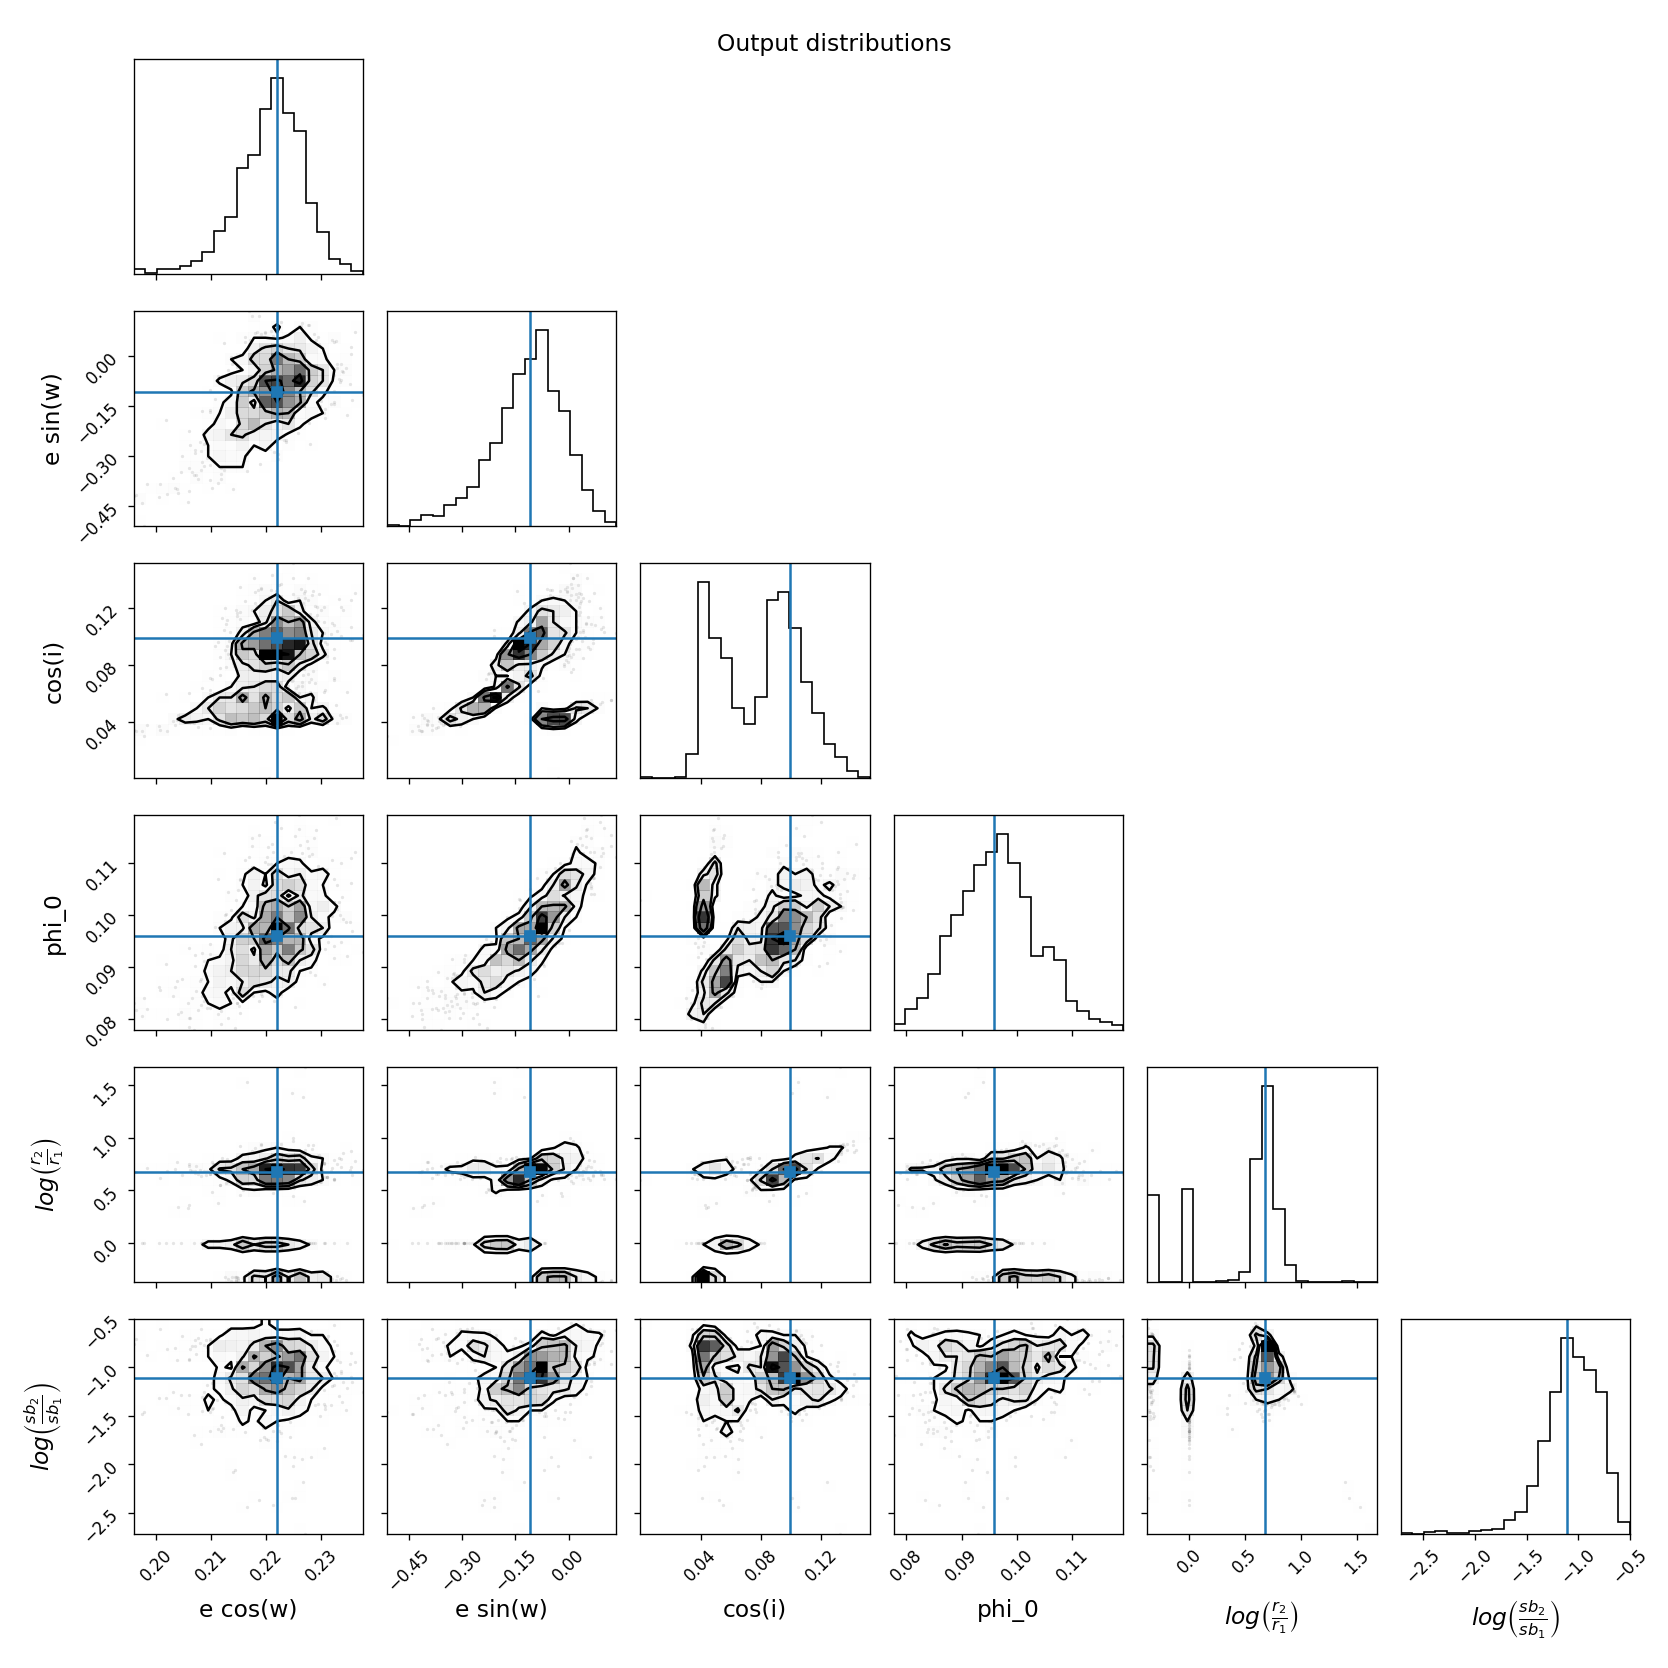 Output distributions
e sin(w)
0.00
−0.15
−0.30
−0.45
cos(i)
0.12
0.08
0.04
phi_0
0.11
0.10
0.09
0.08
log(r₂/r₁)
1.5
1.0
0.5
0.0
log(sb₂/sb₁)
−0.5
−1.0
−1.5
−2.0
−2.5
0.20 0.21 0.22 0.23 −0.45 −0.30 −0.15 0.00 0.04 0.08 0.12 0.08 0.09 0.10 0.11 0.0 0.5 1.0 1.5 −2.5 −2.0 −1.5 −1.0 −0.5
e cos(w) e sin(w) cos(i) phi_0 log(r₂/r₁) log(sb₂/sb₁)